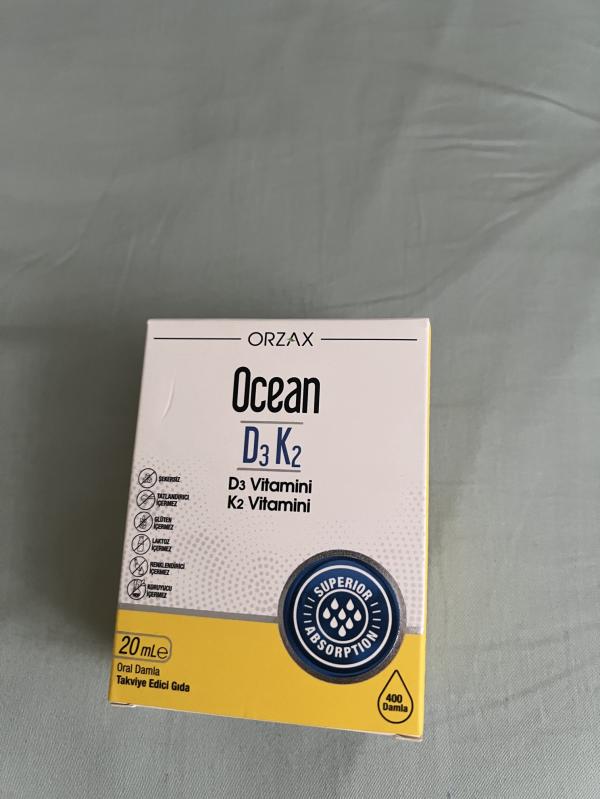 ORZAX
Ocean
D3 K2
D3 Vitamini
K2 Vitamini
ŞEKERSİZ
TATLANDIRICI
İÇERMEZ
GLÜTEN
İÇERMEZ
LAKTOZ
İÇERMEZ
RENKLENDİRİCİ
İÇERMEZ
KORUYUCU
İÇERMEZ
SUPERIOR
ABSORPTION
20 mLe
Oral Damla
Takviye Edici Gıda
400
Damla